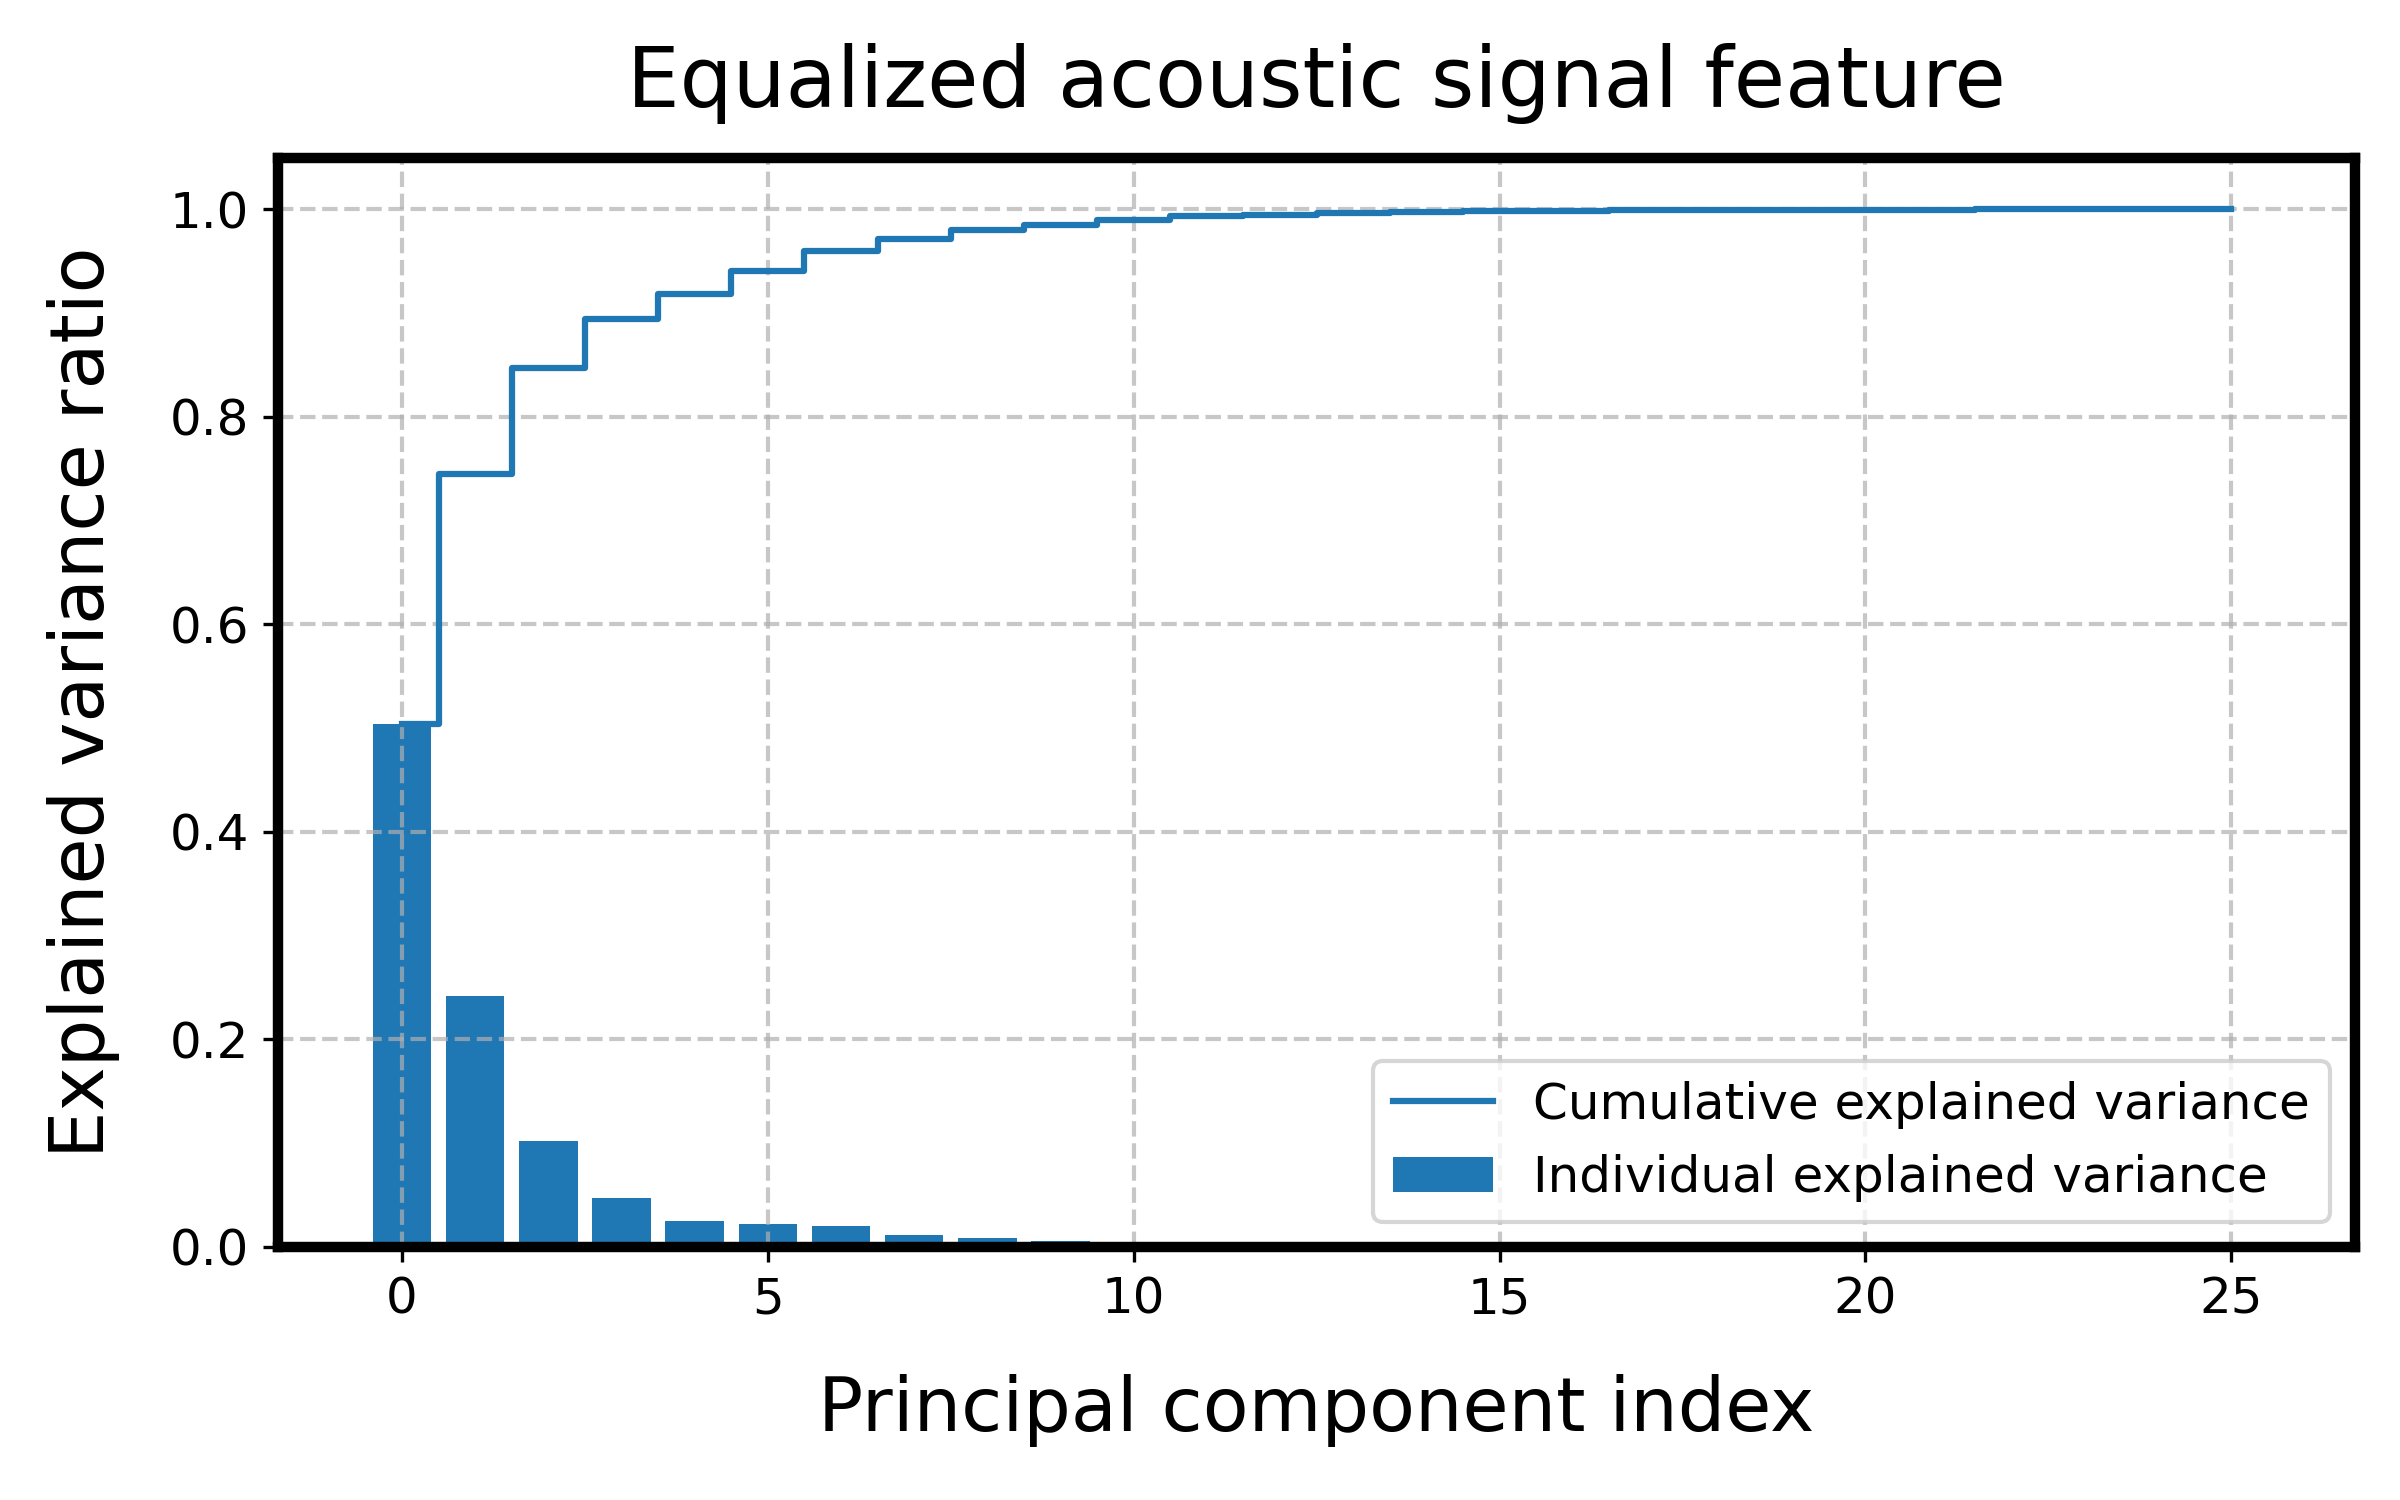 Equalized acoustic signal feature
Explained variance ratio
1.0
0.8
0.6
0.4
0.2
0.0
Cumulative explained variance
Individual explained variance
0 5 10 15 20 25
Principal component index